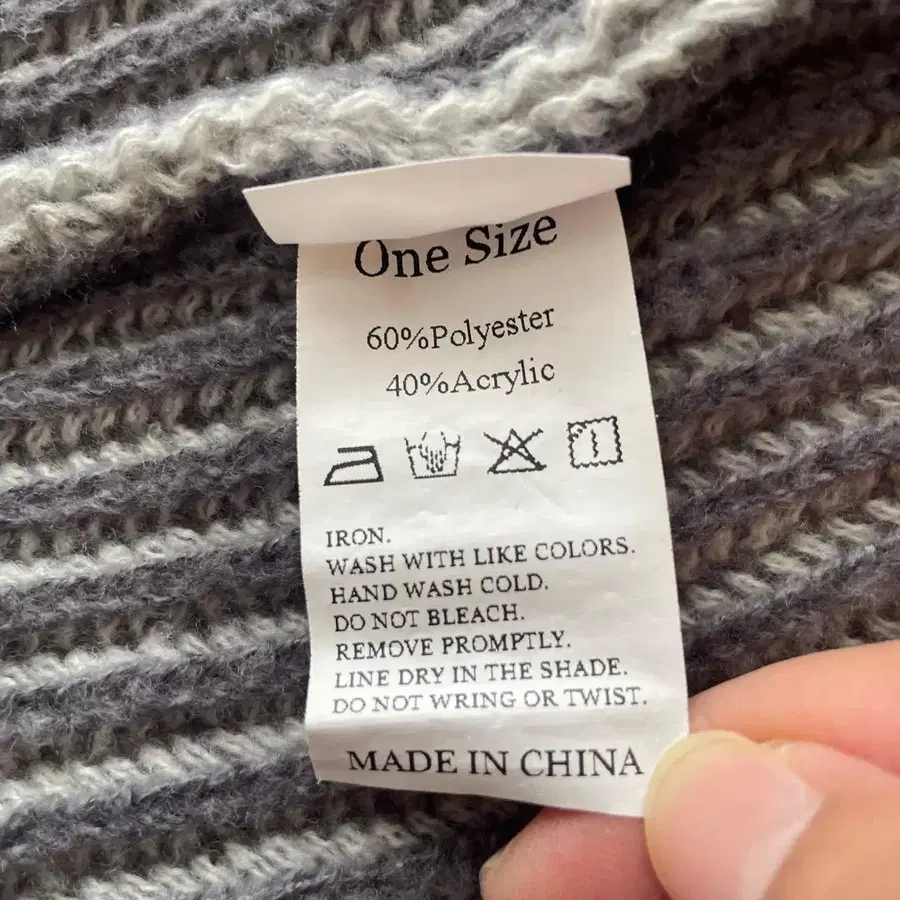 One Size
60%Polyester
40%Acrylic
IRON.
WASH WITH LIKE COLORS.
HAND WASH COLD.
DO NOT BLEACH.
REMOVE PROMPTLY.
LINE DRY IN THE SHADE.
DO NOT WRING OR TWIST.
MADE IN CHINA